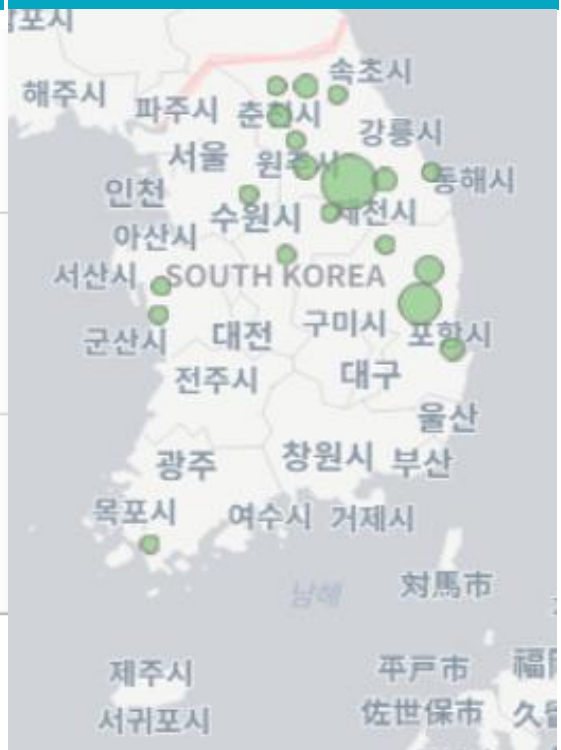 해주시
파주시
춘천시
속초시
강릉시
서울
원주시
인천
수원시
제천시
동해시
아산시
서산시
SOUTH KOREA
군산시
대전
구미시
포항시
전주시
대구
울산
광주
창원시
부산
목포시
여수시
거제시
남해
対馬市
제주시
平戸市
서귀포시
佐世保市